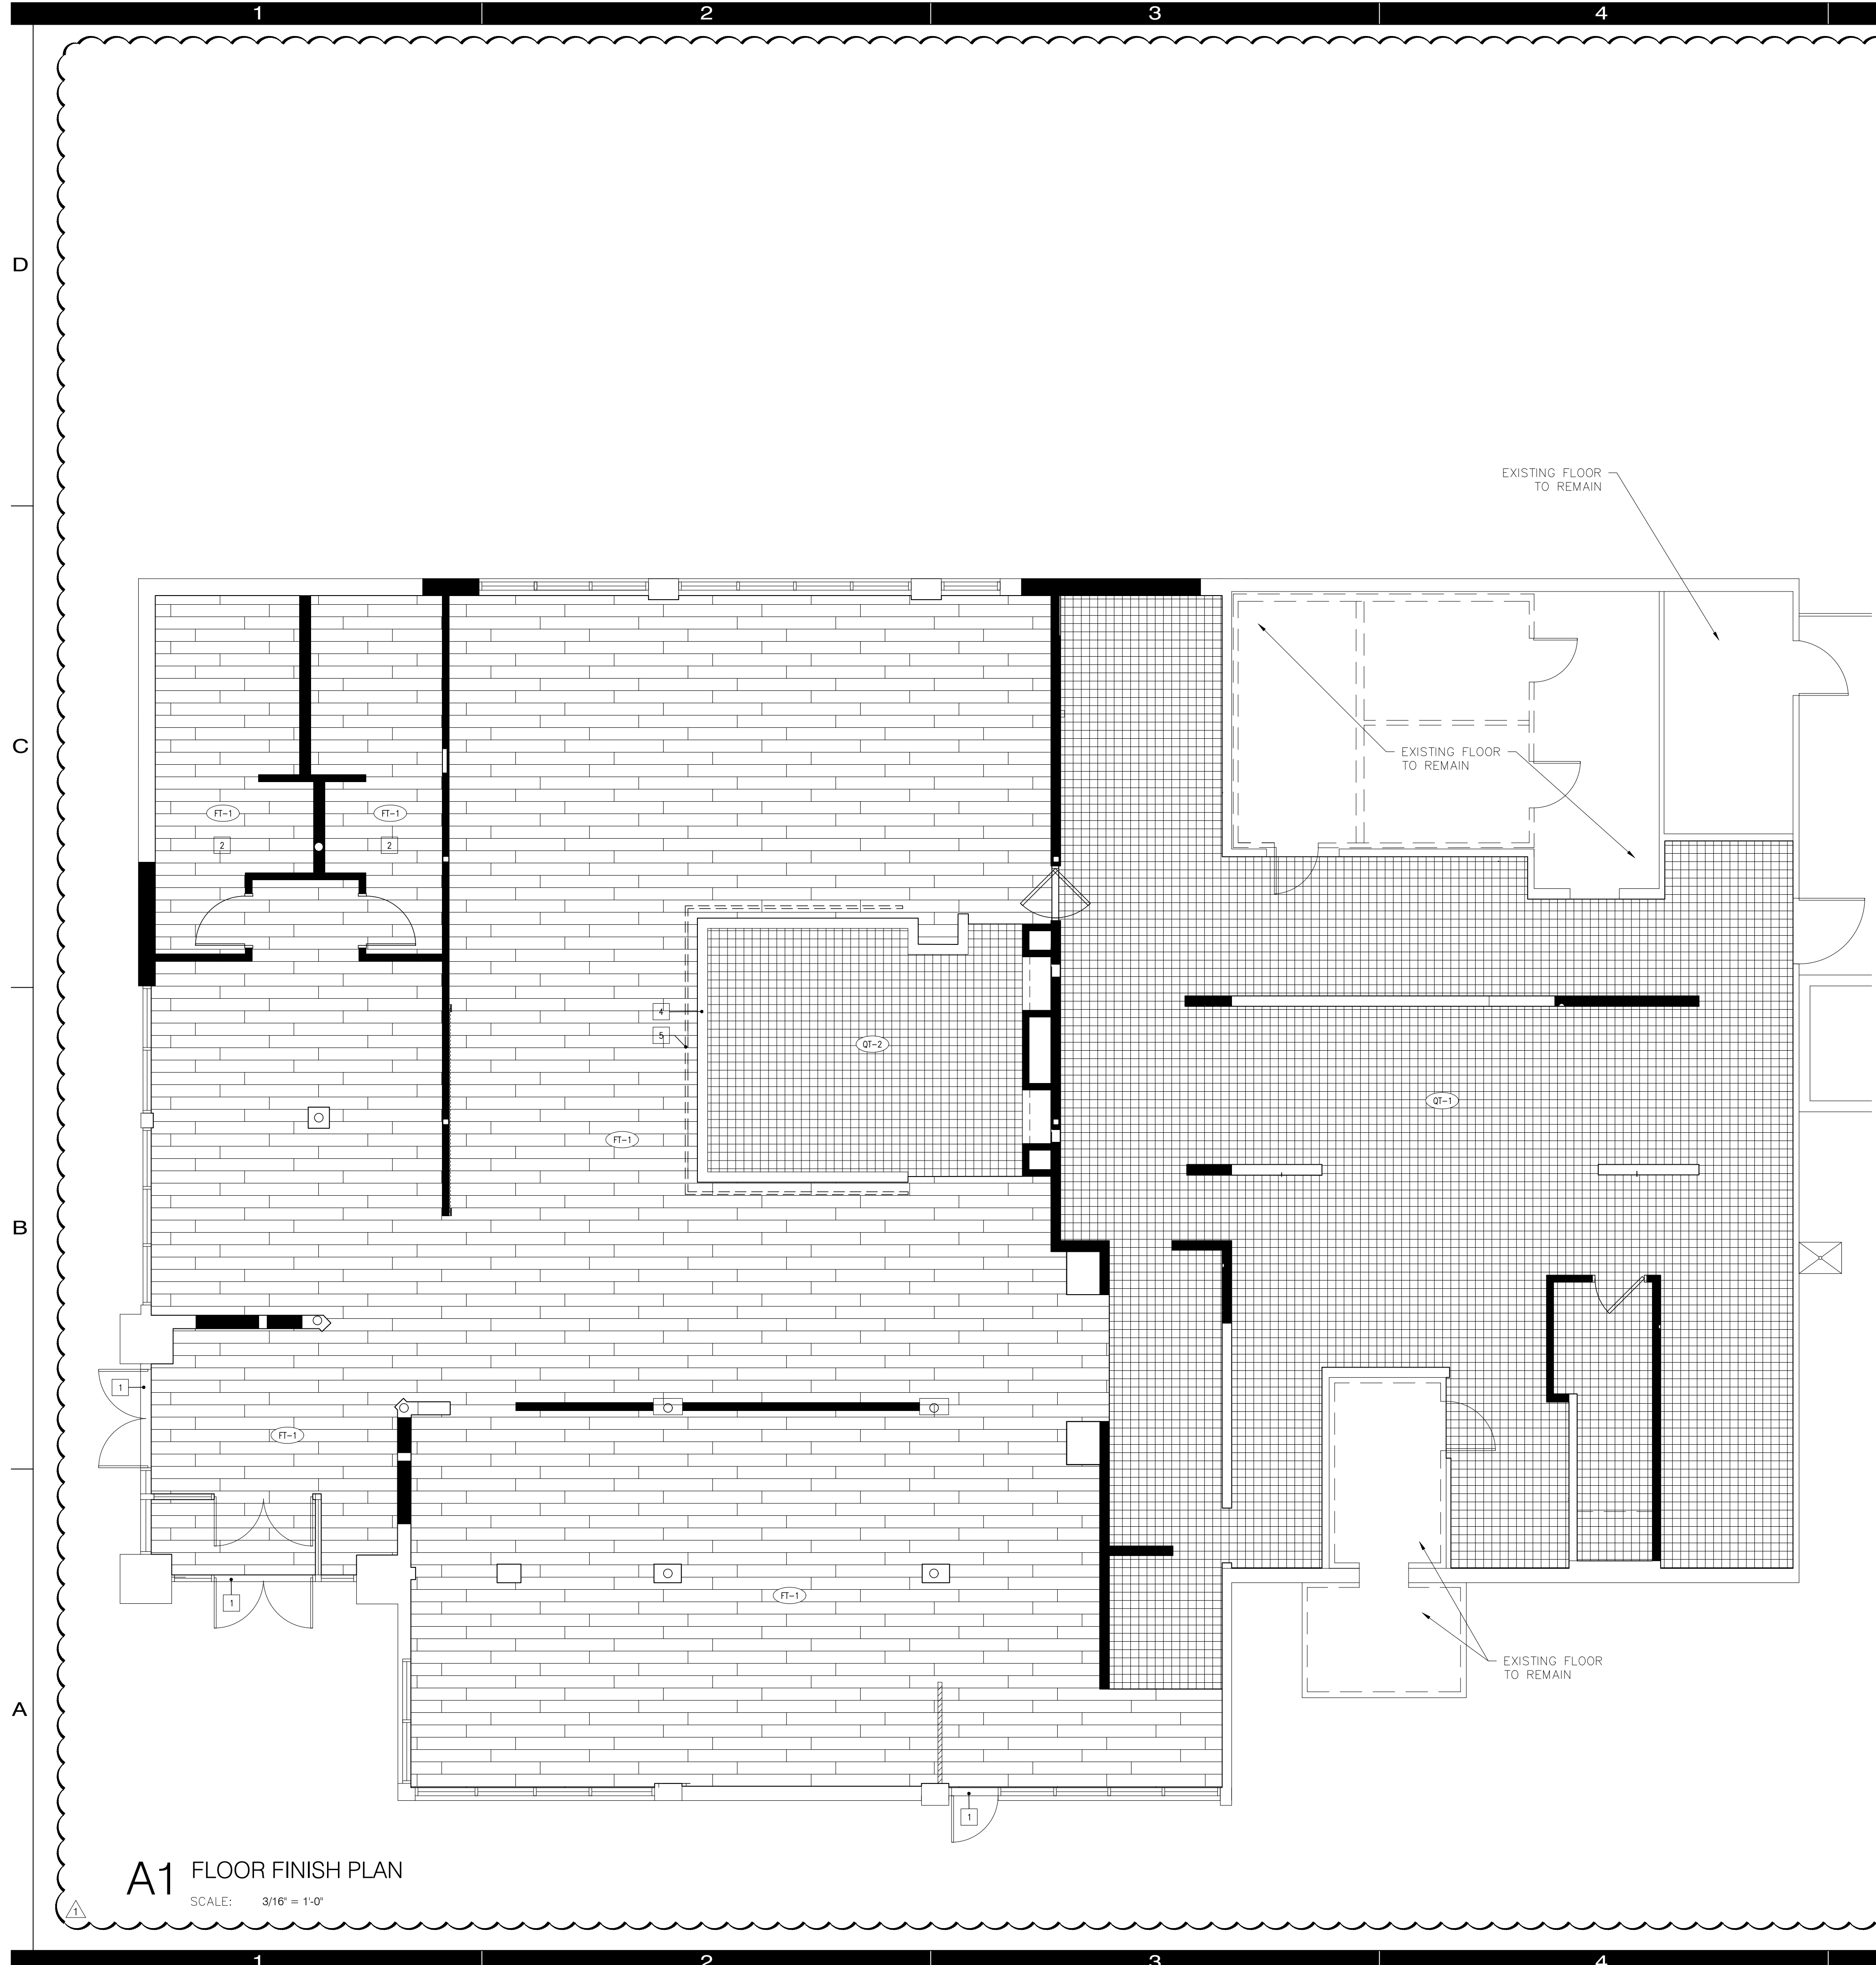 1 2 3 4
D
EXISTING FLOOR
TO REMAIN
C
EXISTING FLOOR
TO REMAIN
FT-1 FT-1
2 2
4
5
QT-2
QT-1
FT-1
B
1
FT-1
FT-1
1
EXISTING FLOOR
TO REMAIN
A
1
A1 FLOOR FINISH PLAN
SCALE: 3/16" = 1'-0"
1
1 2 3 4